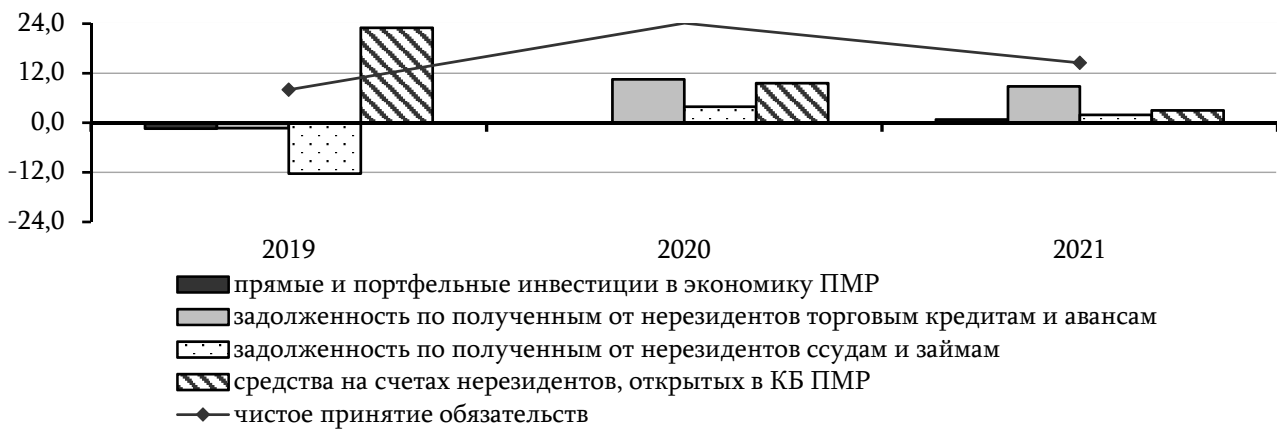 24,0
12,0
0,0
-12,0
-24,0
2019 2020 2021
прямые и портфельные инвестиции в экономику ПМР
задолженность по полученным от нерезидентов торговым кредитам и авансам
задолженность по полученным от нерезидентов ссудам и займам
средства на счетах нерезидентов, открытых в КБ ПМР
чистое принятие обязательств